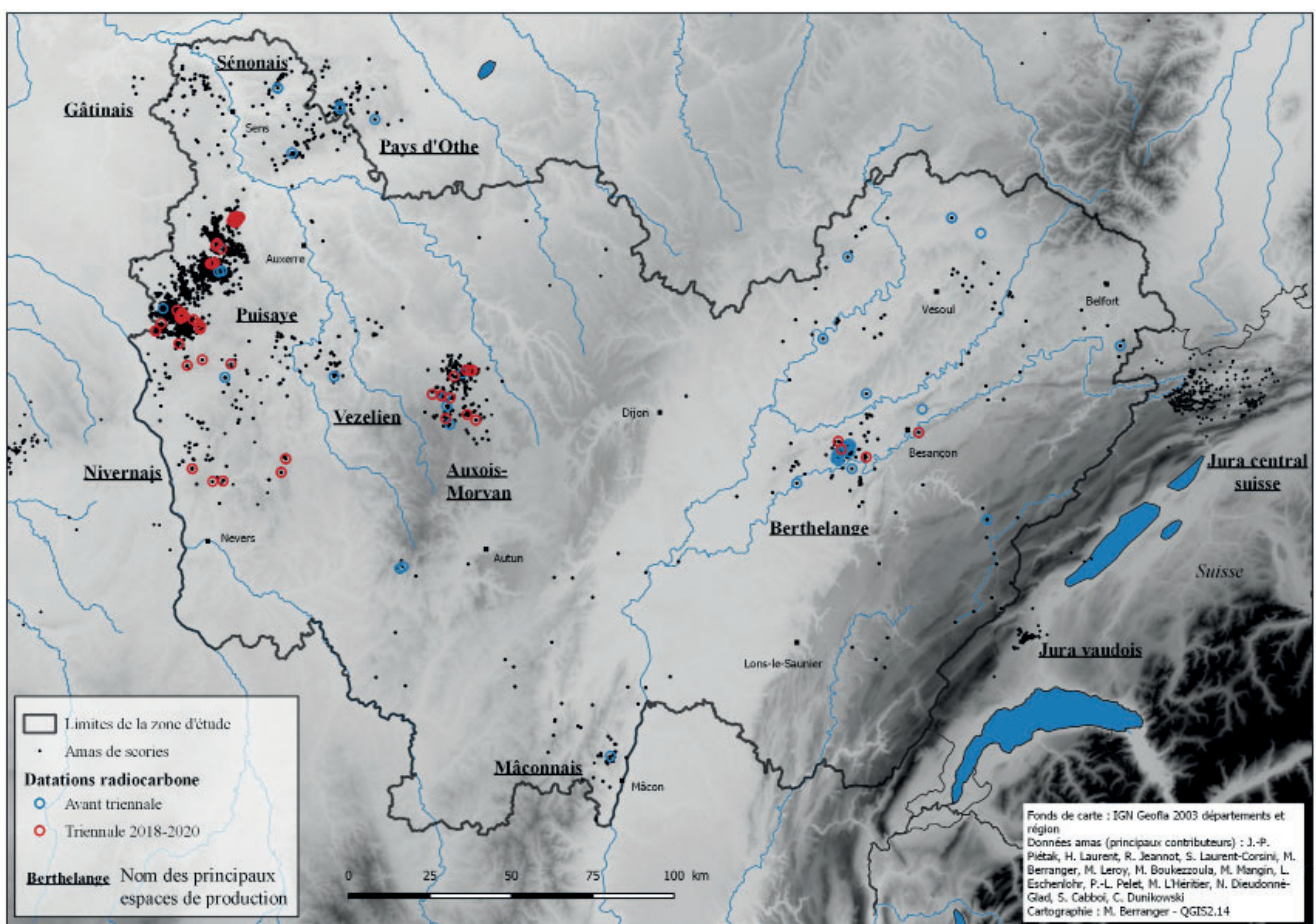 Sénonais
Gâtinais
Sens
Pays d'Othe
Auxerre
Puisaye
Vesoul
Belfort
Vezelien
Dijon
Nivernais
Auxois-
Morvan
Besançon
Jura central
suisse
Berthelange
Nevers
Autun
Suisse
Lons-le-Saunier
Jura vaudois
Mâconnais
Mâcon
Limites de la zone d'étude
Amas de scories
Datations radiocarbone
Avant triennale
Triennale 2018-2020
Berthelange Nom des principaux
espaces de production
0 25 50 75 100 km
Fonds de carte : IGN Geofla 2003 départements et
région
Données amas (principaux contributeurs) : J.-P.
Piétak, H. Laurent, R. Jeannot, S. Laurent-Corsini, M.
Berranger, M. Leroy, M. Boukezzoula, M. Mangin, L.
Eschenlohr, P.-L. Pelet, M. L'Héritier, N. Dieudonné-
Glad, S. Cabboi, C. Dunikowski
Cartographie : M. Berranger - QGIS2.14